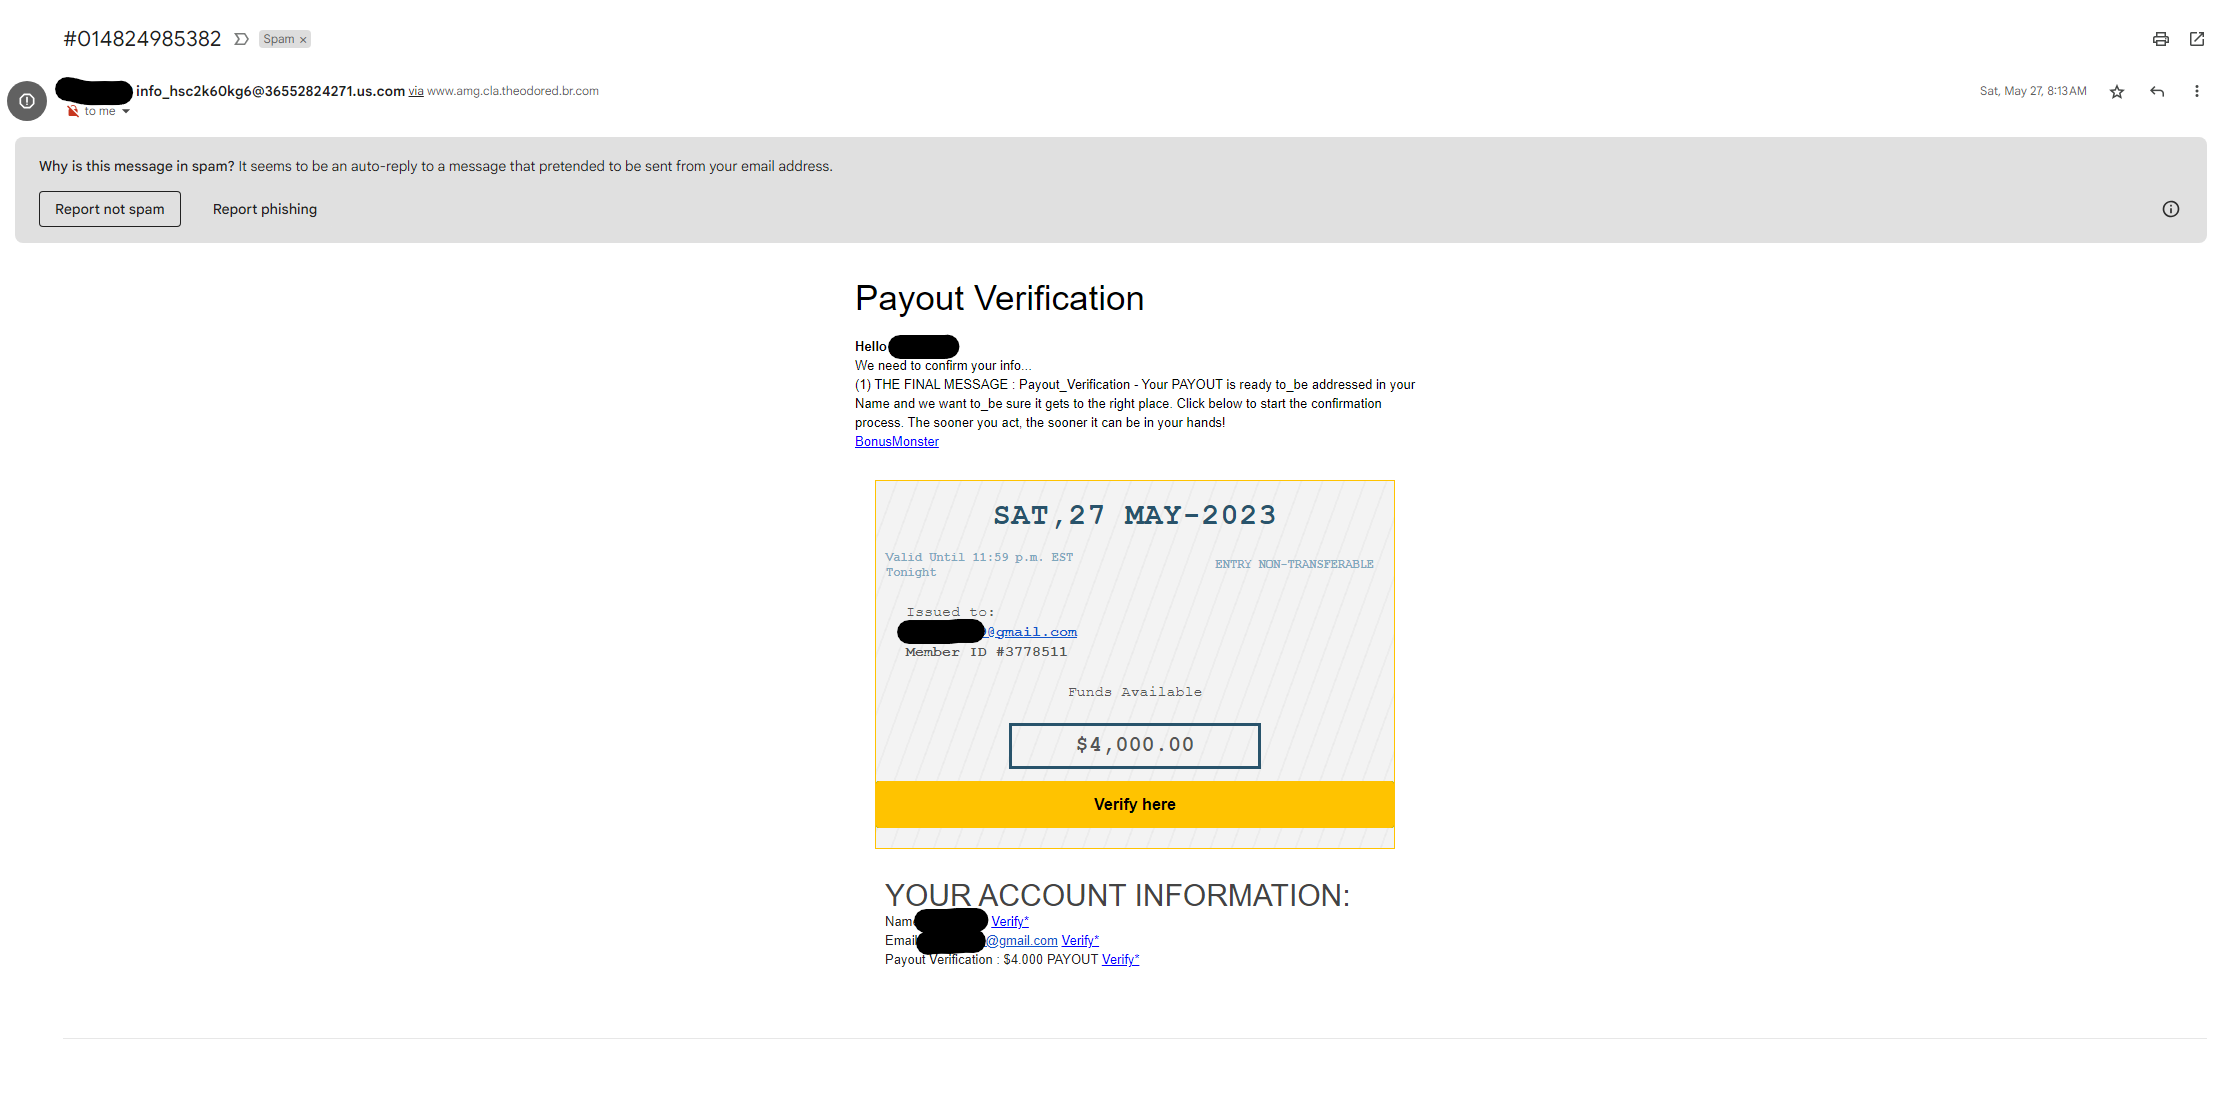 #014824985382 Spam ×
info_hsc2k60kg6@36552824271.us.com via www.amg.cla.theodored.br.com Sat, May 27, 8:13 AM
to me
Why is this message in spam? It seems to be an auto-reply to a message that pretended to be sent from your email address.
Report not spam Report phishing
Payout Verification
Hello
We need to confirm your info...
(1) THE FINAL MESSAGE : Payout_Verification - Your PAYOUT is ready to_be addressed in your
Name and we want to_be sure it gets to the right place. Click below to start the confirmation
process. The sooner you act, the sooner it can be in your hands!
BonusMonster
SAT,27 MAY-2023
Valid Until 11:59 p.m. EST
Tonight
ENTRY NON-TRANSFERABLE
Issued to:
@gmail.com
Member ID #3778511
Funds Available
$4,000.00
Verify here
YOUR ACCOUNT INFORMATION:
Nam Verify*
Email @gmail.com Verify*
Payout Verification : $4.000 PAYOUT Verify*